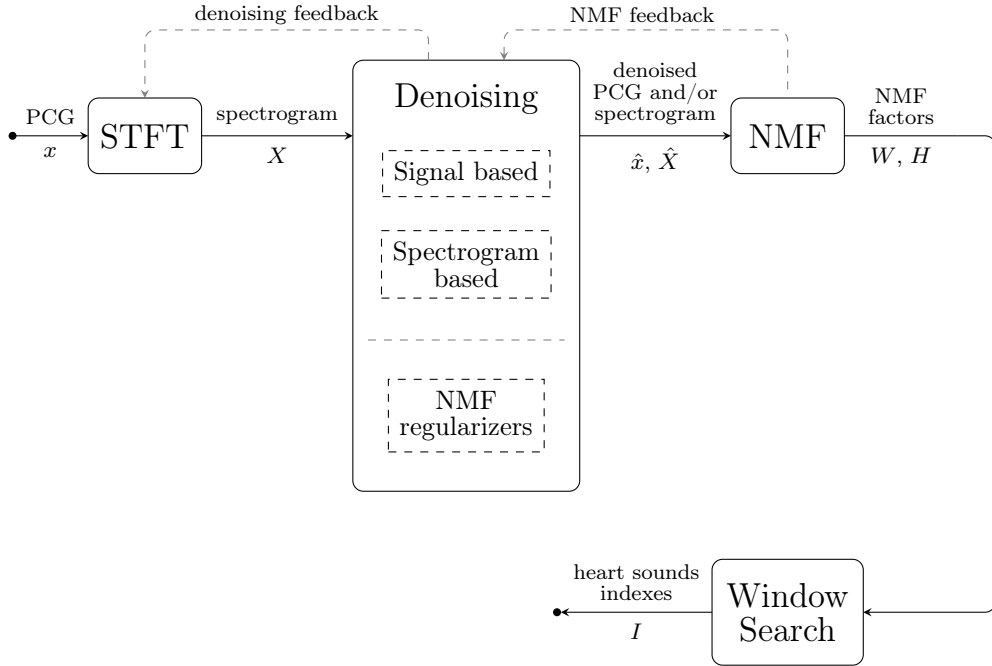 denoising feedback
NMF feedback
PCG
x
STFT
spectrogram
X
Denoising
Signal based
Spectrogram
based
NMF
regularizers
denoised
PCG and/or
spectrogram
x̂, X̂
NMF
NMF
factors
W, H
heart sounds
indexes
I
Window
Search